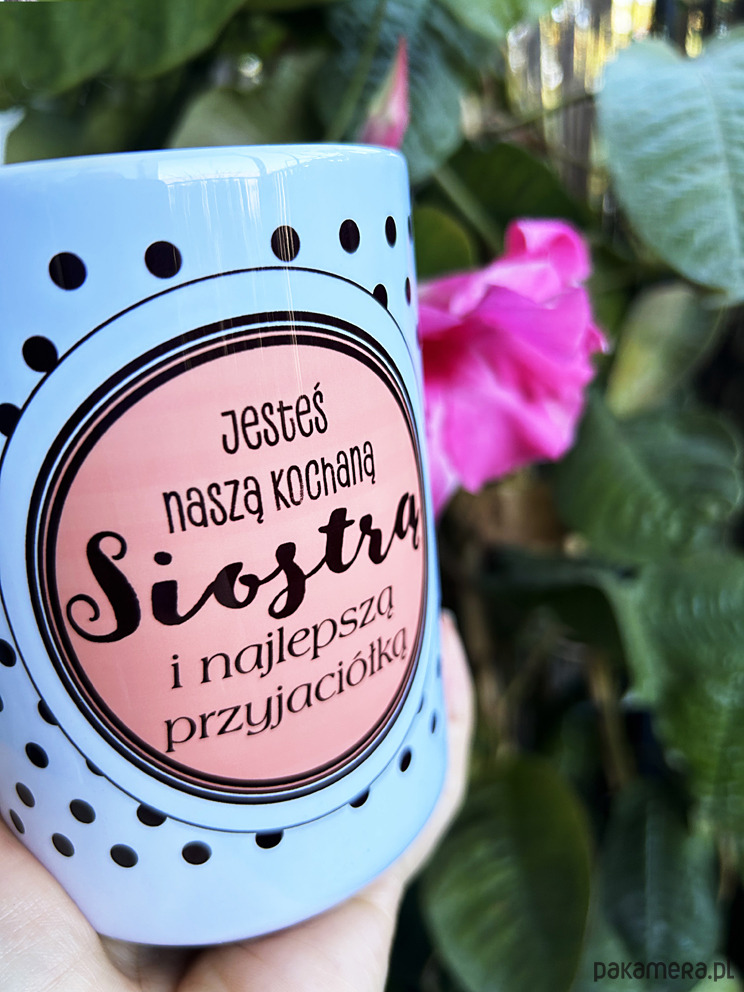 Jesteś
naszą kochaną
Siostrą
i najlepszą
przyjaciółką
pakamera.pl